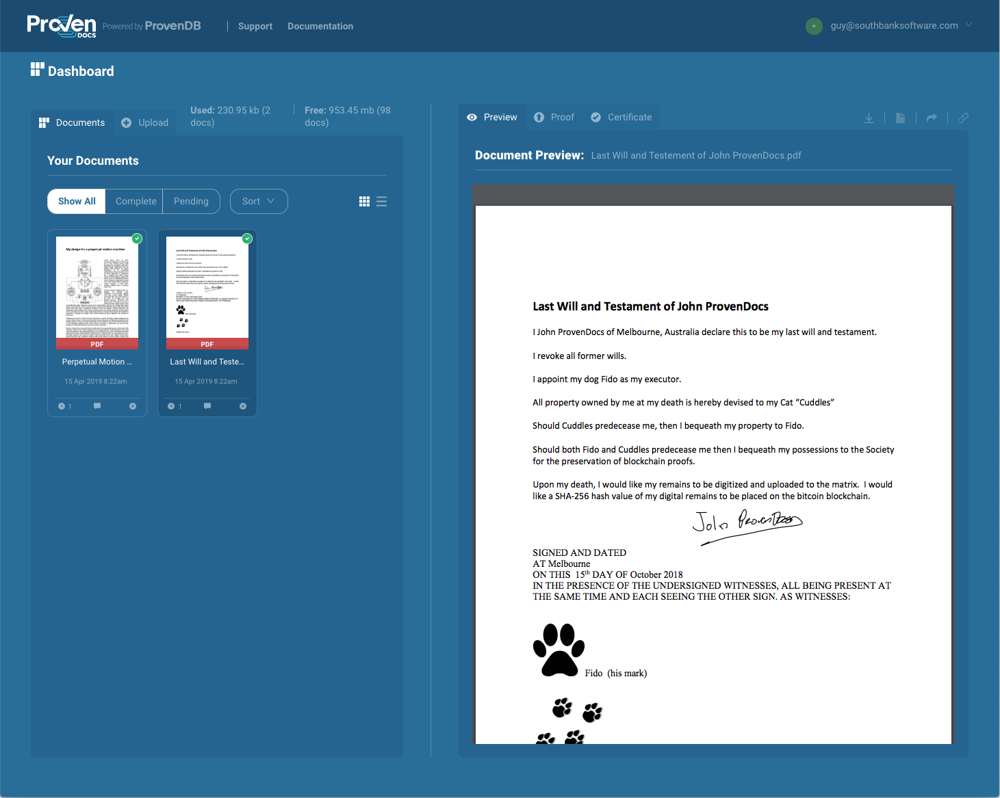 Proven DOCS Powered by ProvenDB | Support Documentation guy@southbanksoftware.com
Dashboard
Documents Upload
Used: 230.95 kb (2
docs)
Free: 953.45 mb (98
docs)
Your Documents
Show All Complete Pending Sort
My design for a perpetual motion machine
PDF
Perpetual Motion ...
15 Apr 2019 8:22am
1
Last Will and Testament of John ProvenDocs
PDF
Last Will and Teste...
15 Apr 2019 8:22am
1
Preview Proof Certificate
Document Preview: Last Will and Testement of John ProvenDocs.pdf
Last Will and Testament of John ProvenDocs
I John ProvenDocs of Melbourne, Australia declare this to be my last will and testament.
I revoke all former wills.
I appoint my dog Fido as my executor.
All property owned by me at my death is hereby devised to my Cat “Cuddles”
Should Cuddles predecease me, then I bequeath my property to Fido.
Should both Fido and Cuddles predecease me then I bequeath my possessions to the Society
for the preservation of blockchain proofs.
Upon my death, I would like my remains to be digitized and uploaded to the matrix.  I would
like a SHA-256 hash value of my digital remains to be placed on the bitcoin blockchain.
John ProvenDocs
SIGNED AND DATED
AT Melbourne
ON THIS  15th DAY OF October 2018
IN THE PRESENCE OF THE UNDERSIGNED WITNESSES, ALL BEING PRESENT AT
THE SAME TIME AND EACH SEEING THE OTHER SIGN. AS WITNESSES:
Fido  (his mark)